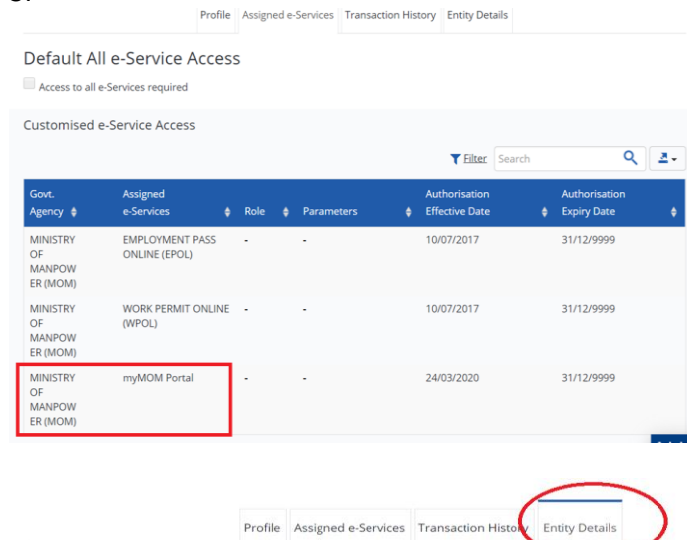 Profile Assigned e-Services Transaction History Entity Details
Default All e-Service Access
Access to all e-Services required
Customised e-Service Access
Filter Search
Govt. Agency Assigned e-Services Role Parameters Authorisation Effective Date Authorisation Expiry Date
MINISTRY EMPLOYMENT PASS - - 10/07/2017 31/12/9999
OF ONLINE (EPOL)
MANPOW
ER (MOM)
MINISTRY WORK PERMIT ONLINE - - 10/07/2017 31/12/9999
OF (WPOL)
MANPOW
ER (MOM)
MINISTRY myMOM Portal - - 24/03/2020 31/12/9999
OF
MANPOW
ER (MOM)
Profile Assigned e-Services Transaction History Entity Details